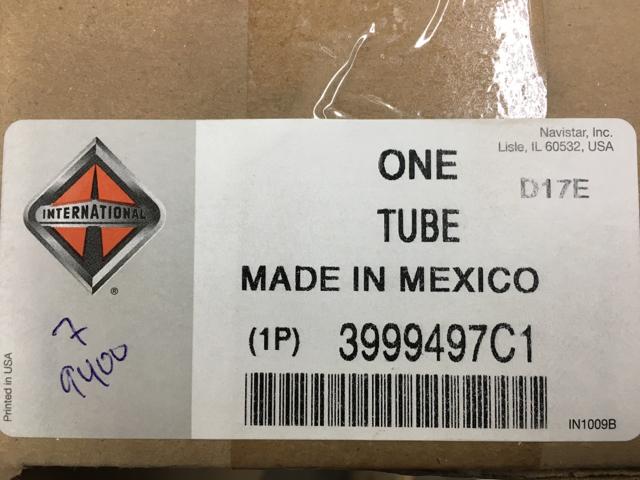 Navistar, Inc.
Lisle, IL 60532, USA
ONE
D17E
TUBE
INTERNATIONAL
®
MADE IN MEXICO
(1P) 3999497C1
7
9400
Printed in USA
IN1009B